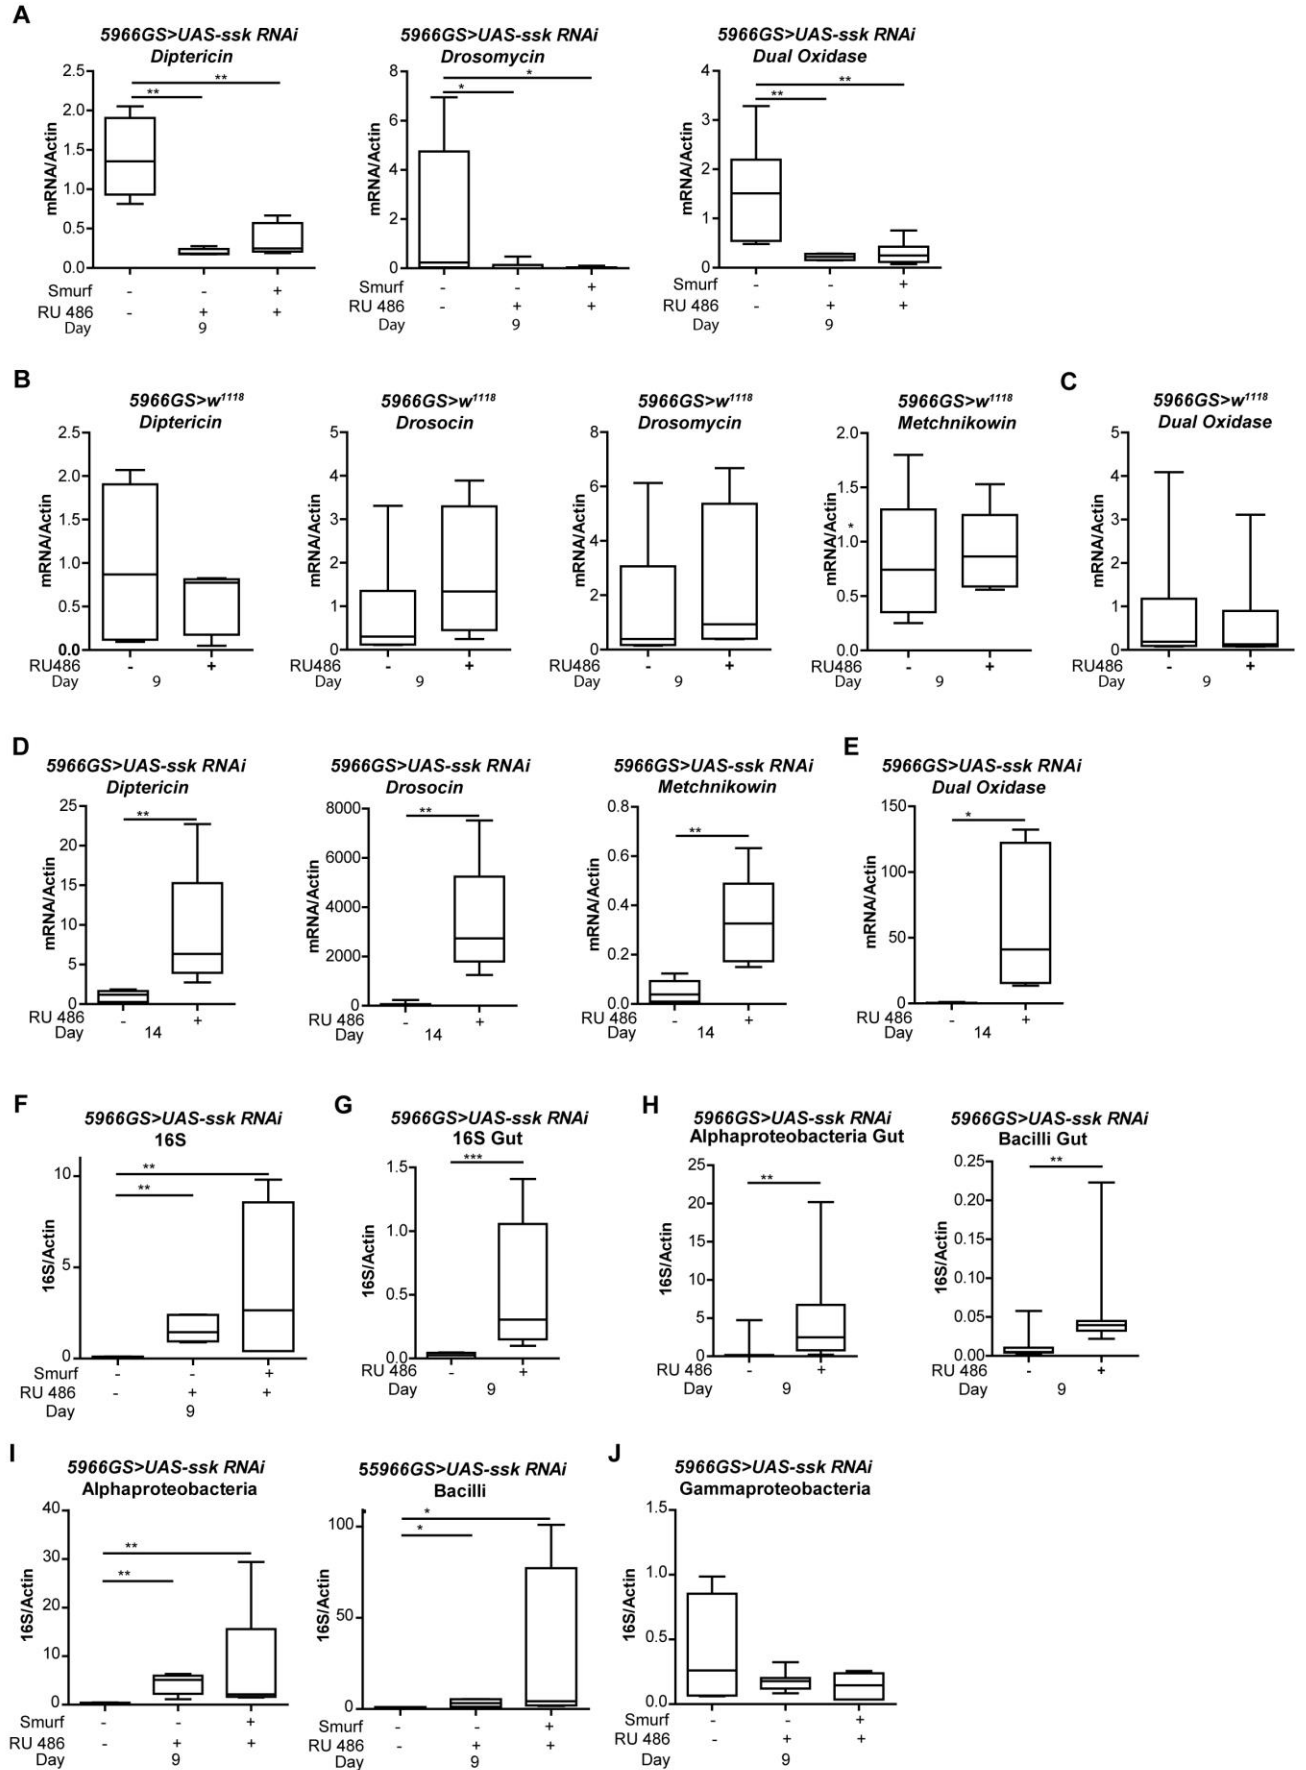 A
5966GS>UAS-ssk RNAi
Diptericin
2.5
2.0
1.5
1.0
0.5
0.0
mRNA/Actin
** **
Smurf - - +
RU 486 - + +
Day 9
5966GS>UAS-ssk RNAi
Drosomycin
8
6
4
2
0
mRNA/Actin
* *
- - +
- + +
9
5966GS>UAS-ssk RNAi
Dual Oxidase
4
3
2
1
0
mRNA/Actin
** **
Smurf - - +
RU 486 - + +
Day 9
B
5966GS>w1118
Diptericin
2.5
2.0
1.5
1.0
0.5
0.0
mRNA/Actin
RU486 - +
Day 9
5966GS>w1118
Drosocin
5
4
3
2
1
0
mRNA/Actin
RU486 - +
Day 9
5966GS>w1118
Drosomycin
8
6
4
2
0
mRNA/Actin
RU486 - +
Day 9
5966GS>w1118
Metchnikowin
2.0
1.5
1.0
0.5
0.0
mRNA/Actin
*
RU486 - +
Day 9
C
5966GS>w1118
Dual Oxidase
5
4
3
2
1
0
mRNA/Actin
RU486 - +
Day 9
D
5966GS>UAS-ssk RNAi
Diptericin
25
20
15
10
5
0
mRNA/Actin
**
RU 486 - +
Day 14
5966GS>UAS-ssk RNAi
Drosocin
8000
6000
4000
2000
0
mRNA/Actin
**
RU 486 - +
Day 14
5966GS>UAS-ssk RNAi
Metchnikowin
0.8
0.6
0.4
0.2
0.0
mRNA/Actin
**
RU 486 - +
Day 14
E
5966GS>UAS-ssk RNAi
Dual Oxidase
150
100
50
0
mRNA/Actin
*
RU 486 - +
Day 14
F
5966GS>UAS-ssk RNAi
16S
10
5
0
16S/Actin
**
**
Smurf - - +
RU 486 - + +
Day 9
G
5966GS>UAS-ssk RNAi
16S Gut
1.5
1.0
0.5
0.0
16S/Actin
***
RU 486 - +
Day 9
H
5966GS>UAS-ssk RNAi
Alphaproteobacteria Gut
25
20
15
10
5
0
16S/Actin
**
RU 486 - +
Day 9
5966GS>UAS-ssk RNAi
Bacilli Gut
0.25
0.20
0.15
0.10
0.05
0.00
16S/Actin
**
RU 486 - +
Day 9
I
5966GS>UAS-ssk RNAi
Alphaproteobacteria
40
30
20
10
0
16S/Actin
**
**
Smurf - - +
RU 486 - + +
Day 9
55966GS>UAS-ssk RNAi
Bacilli
100
50
0
16S/Actin
*
*
Smurf - - +
RU 486 - + +
Day 9
J
5966GS>UAS-ssk RNAi
Gammaproteobacteria
1.5
1.0
0.5
0.0
16S/Actin
Smurf - - +
RU 486 - + +
Day 9